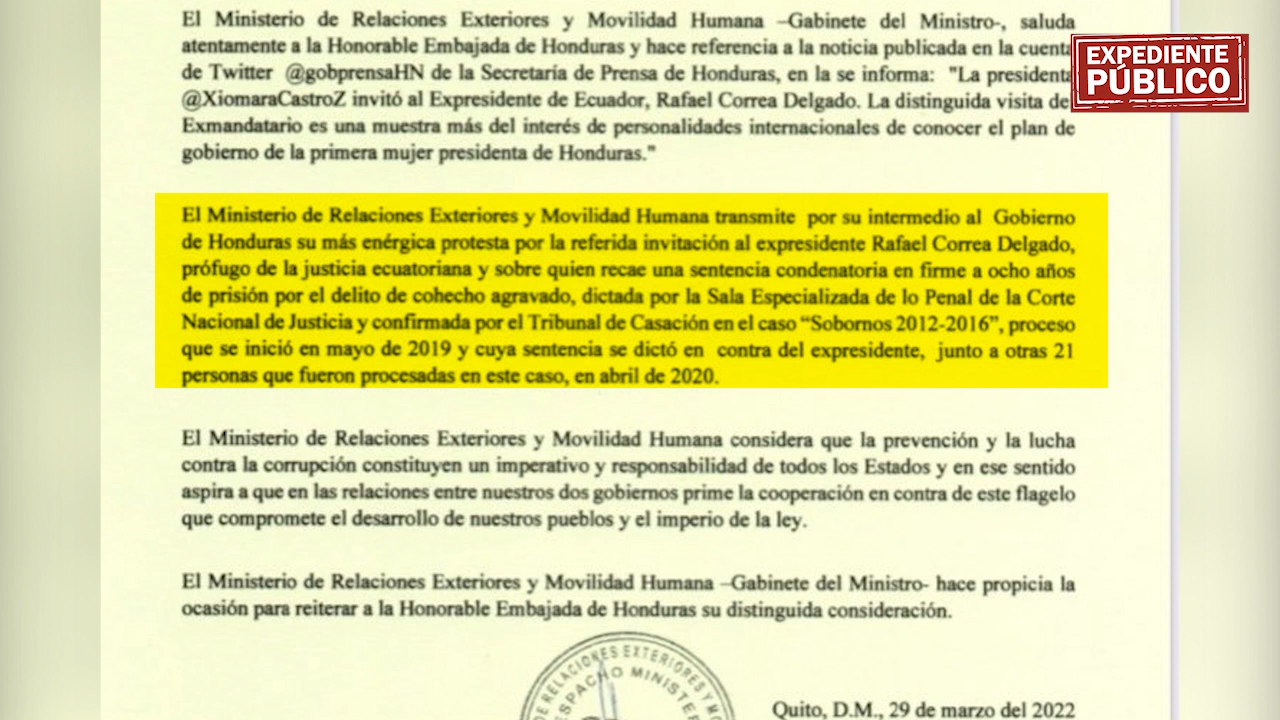 El Ministerio de Relaciones Exteriores y Movilidad Humana –Gabinete del Ministro-, saluda
atentamente a la Honorable Embajada de Honduras y hace referencia a la noticia publicada en la cuenta
de Twitter @gobprensaHN de la Secretaría de Prensa de Honduras, en la se informa: "La presidenta
@XiomaraCastroZ invitó al Expresidente de Ecuador, Rafael Correa Delgado. La distinguida visita de
Exmandatario es una muestra más del interés de personalidades internacionales de conocer el plan de
gobierno de la primera mujer presidenta de Honduras."
EXPEDIENTE
PÚBLICO
El Ministerio de Relaciones Exteriores y Movilidad Humana transmite por su intermedio al Gobierno
de Honduras su más enérgica protesta por la referida invitación al expresidente Rafael Correa Delgado,
prófugo de la justicia ecuatoriana y sobre quien recae una sentencia condenatoria en firme a ocho años
de prisión por el delito de cohecho agravado, dictada por la Sala Especializada de lo Penal de la Corte
Nacional de Justicia y confirmada por el Tribunal de Casación en el caso “Sobornos 2012-2016”, proceso
que se inició en mayo de 2019 y cuya sentencia se dictó en contra del expresidente, junto a otras 21
personas que fueron procesadas en este caso, en abril de 2020.
El Ministerio de Relaciones Exteriores y Movilidad Humana considera que la prevención y la lucha
contra la corrupción constituyen un imperativo y responsabilidad de todos los Estados y en ese sentido
aspira a que en las relaciones entre nuestros dos gobiernos prime la cooperación en contra de este flagelo
que compromete el desarrollo de nuestros pueblos y el imperio de la ley.
El Ministerio de Relaciones Exteriores y Movilidad Humana –Gabinete del Ministro- hace propicia la
ocasión para reiterar a la Honorable Embajada de Honduras su distinguida consideración.
DE RELACIONES EXTERIORES Y
Quito, D.M., 29 de marzo del 2022